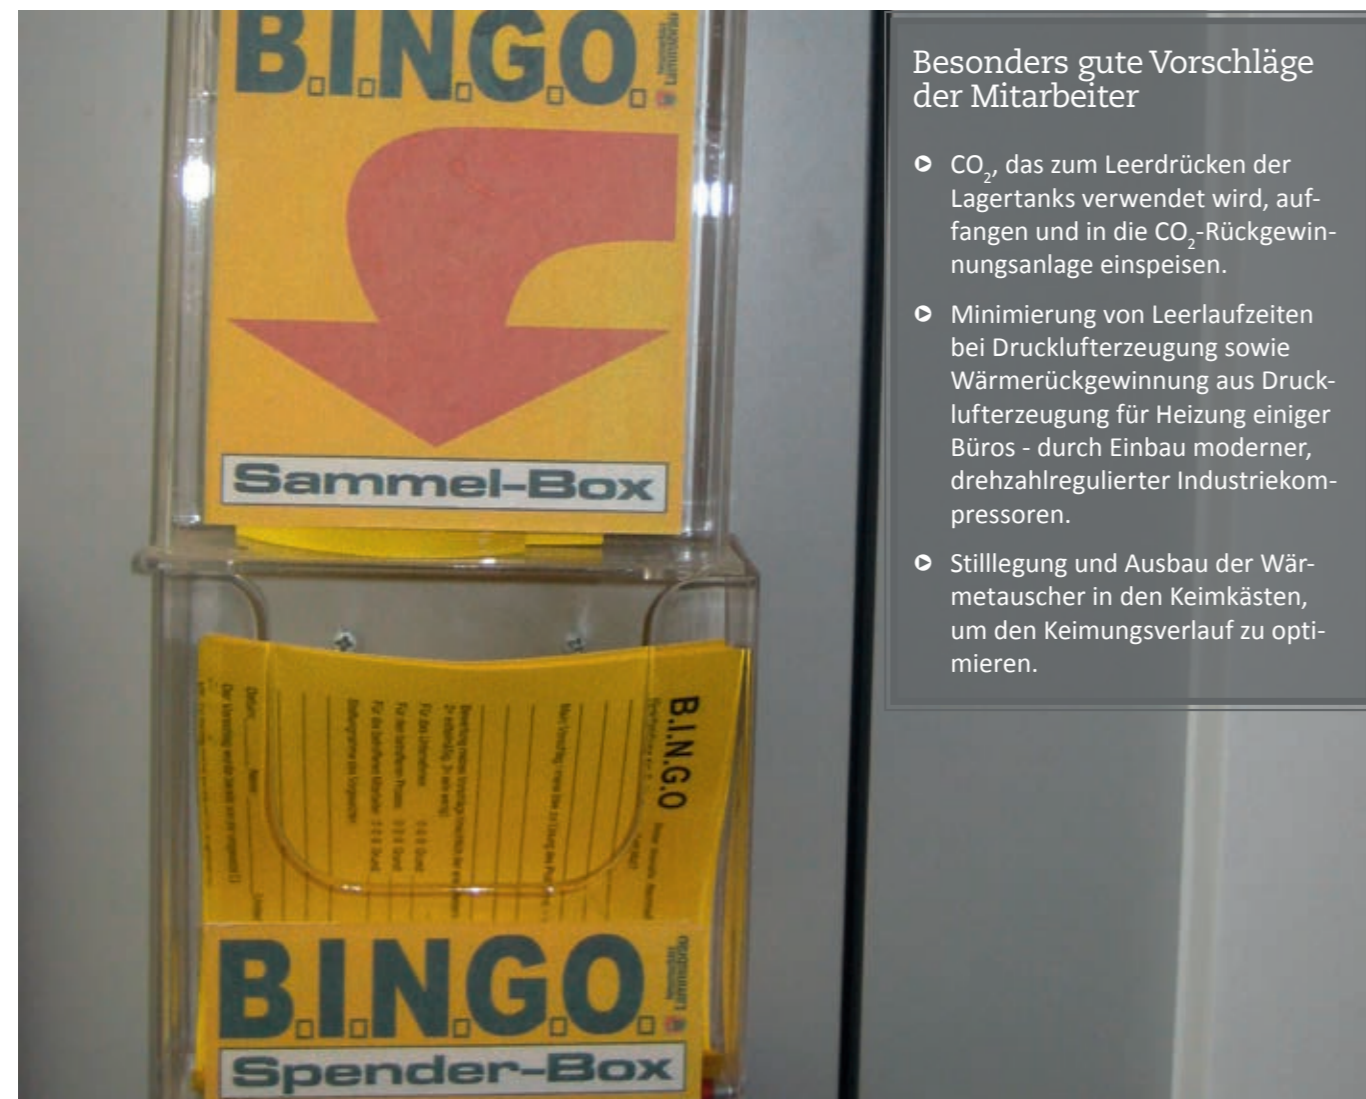 B.I.N.G.O.
Sammel-Box
B.I.N.G.O
B.I.N.G.O.
Spender-Box
Besonders gute Vorschläge
der Mitarbeiter
CO₂, das zum Leerdrücken der
Lagertanks verwendet wird, auf-
fangen und in die CO₂-Rückgewin-
nungsanlage einspeisen.
Minimierung von Leerlaufzeiten
bei Drucklufterzeugung sowie
Wärmerückgewinnung aus Druck-
lufterzeugung für Heizung einiger
Büros - durch Einbau moderner,
drehzahlregulierter Industriekom-
pressoren.
Stilllegung und Ausbau der Wär-
metauscher in den Keimkästen,
um den Keimungsverlauf zu opti-
mieren.